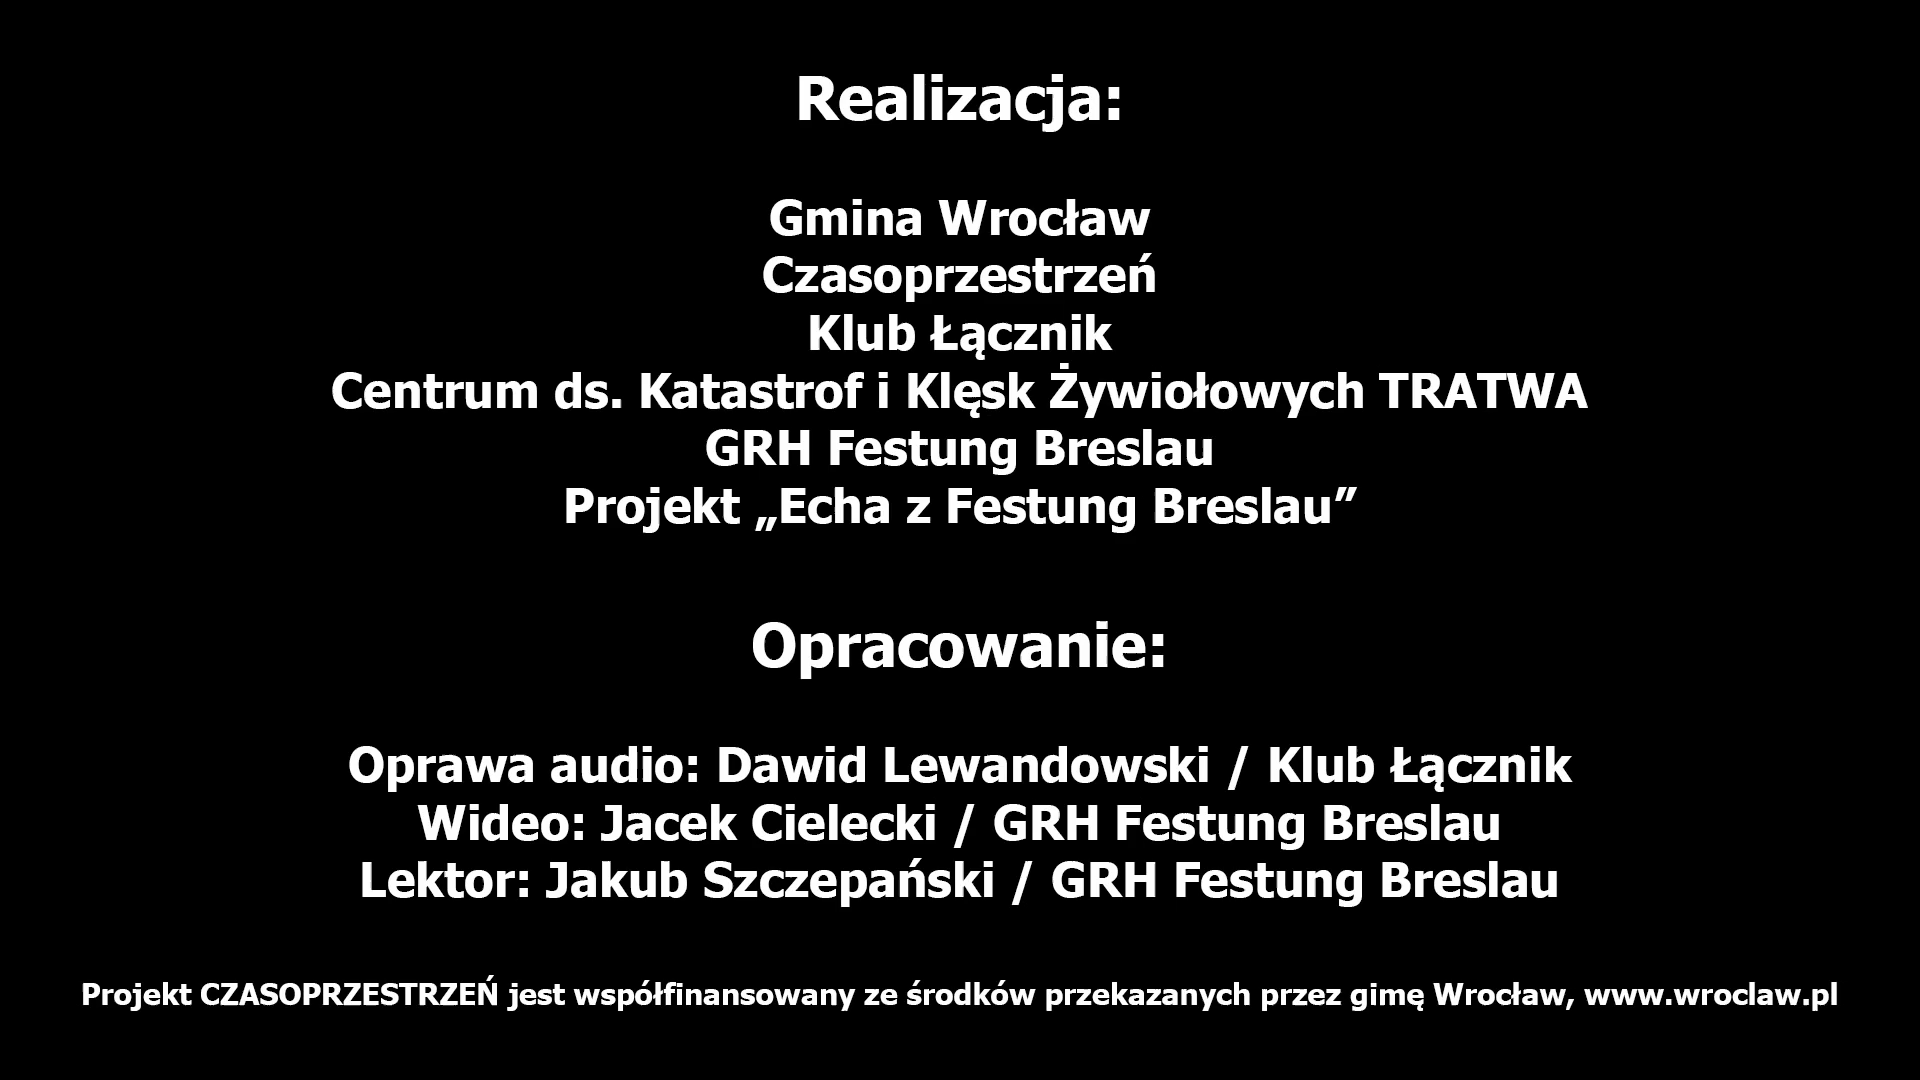 Realizacja:
Gmina Wrocław
Czasoprzestrzeń
Klub Łącznik
Centrum ds. Katastrof i Klęsk Żywiołowych TRATWA
GRH Festung Breslau
Projekt „Echa z Festung Breslau”
Opracowanie:
Oprawa audio: Dawid Lewandowski / Klub Łącznik
Wideo: Jacek Cielecki / GRH Festung Breslau
Lektor: Jakub Szczepański / GRH Festung Breslau
Projekt CZASOPRZESTRZEŃ jest współfinansowany ze środków przekazanych przez gimę Wrocław, www.wroclaw.pl